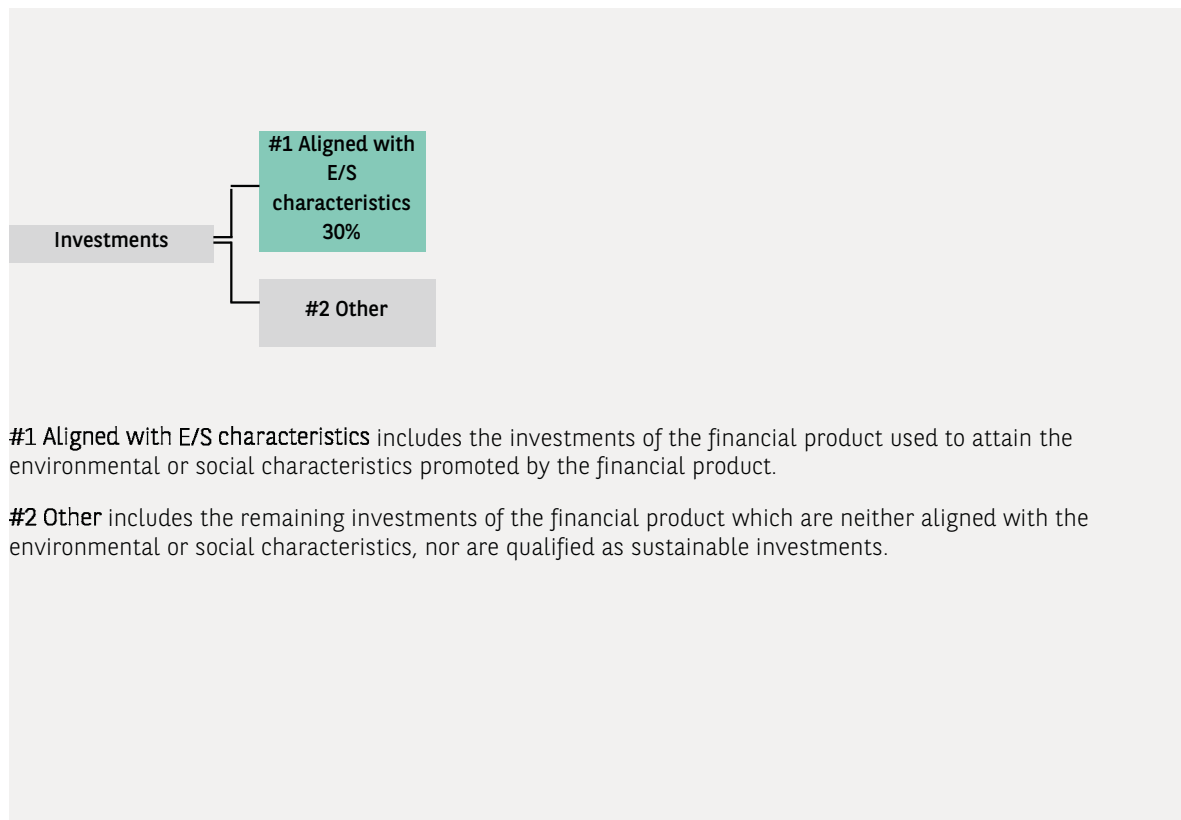 #1 Aligned with
E/S
characteristics
30%
Investments
#2 Other
#1 Aligned with E/S characteristics includes the investments of the financial product used to attain the
environmental or social characteristics promoted by the financial product.
#2 Other includes the remaining investments of the financial product which are neither aligned with the
environmental or social characteristics, nor are qualified as sustainable investments.